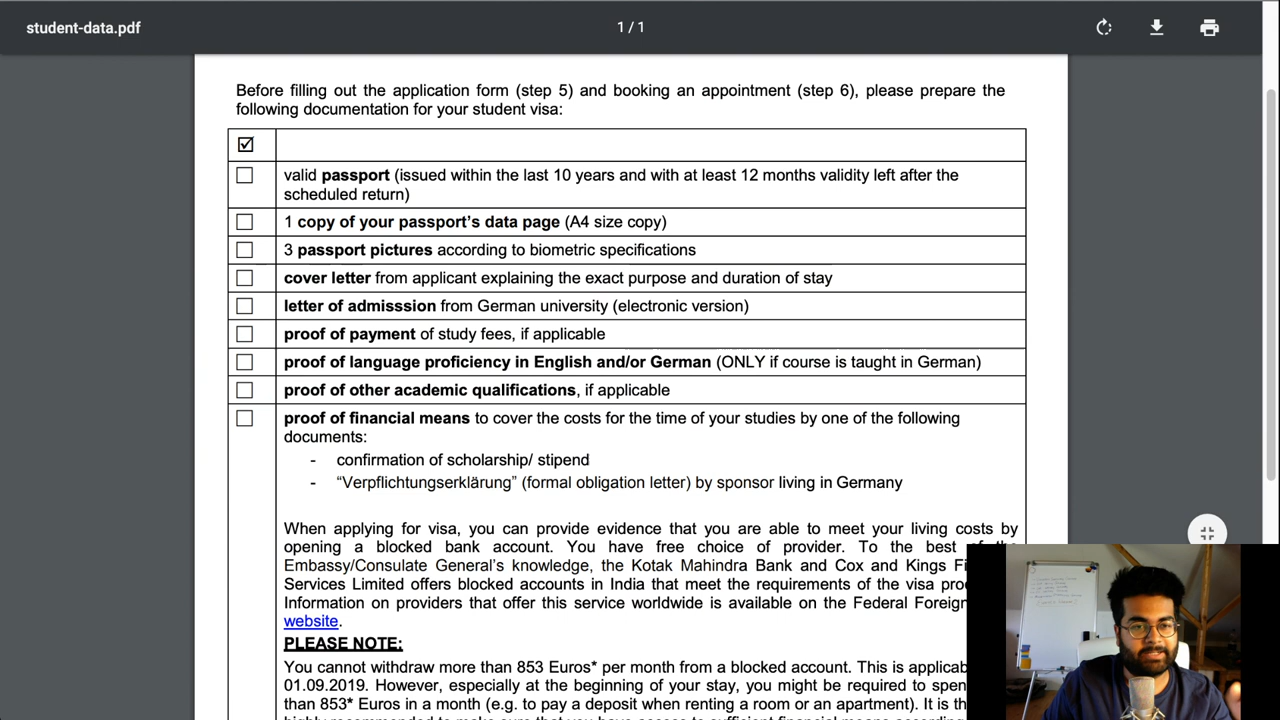 student-data.pdf
1 / 1
Before filling out the application form (step 5) and booking an appointment (step 6), please prepare the
following documentation for your student visa:
valid passport (issued within the last 10 years and with at least 12 months validity left after the
scheduled return)
1 copy of your passport's data page (A4 size copy)
3 passport pictures according to biometric specifications
cover letter from applicant explaining the exact purpose and duration of stay
letter of admisssion from German university (electronic version)
proof of payment of study fees, if applicable
proof of language proficiency in English and/or German (ONLY if course is taught in German)
proof of other academic qualifications, if applicable
proof of financial means to cover the costs for the time of your studies by one of the following
documents:
- confirmation of scholarship/ stipend
- “Verpflichtungserklärung” (formal obligation letter) by sponsor living in Germany
When applying for visa, you can provide evidence that you are able to meet your living costs by
opening a blocked bank account. You have free choice of provider. To the best of the
Embassy/Consulate General's knowledge, the Kotak Mahindra Bank and Cox and Kings
Services Limited offers blocked accounts in India that meet the requirements of the visa
Information on providers that offer this service worldwide is available on the Federal Foreign
website.
PLEASE NOTE:
You cannot withdraw more than 853 Euros* per month from a blocked account. This is
01.09.2019. However, especially at the beginning of your stay, you might be required to
than 853* Euros in a month (e.g. to pay a deposit when renting a room or an apartment). It is